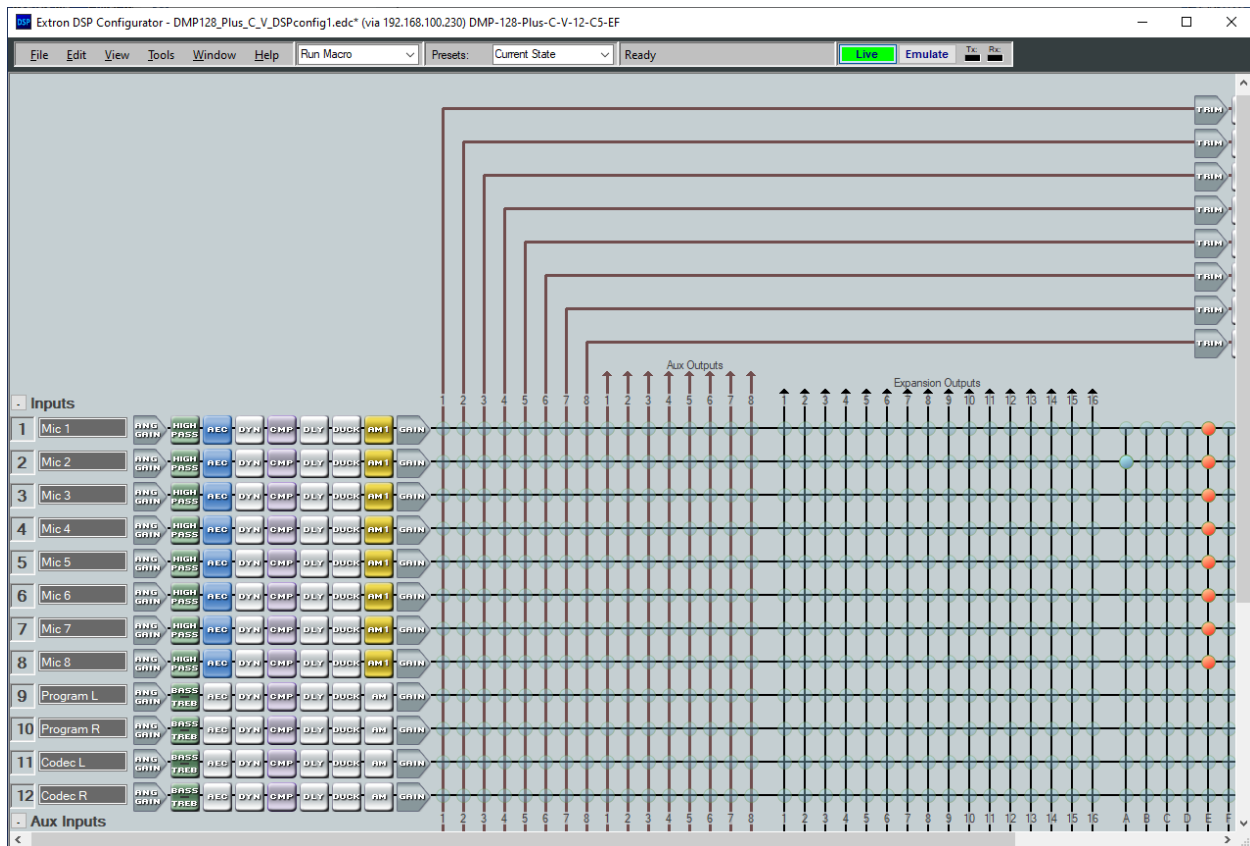 DSP Extron DSP Configurator - DMP128_Plus_C_V_DSPconfig1.edc* (via 192.168.100.230) DMP-128-Plus-C-V-12-C5-EF
File Edit View Tools Window Help Run Macro Presets: Current State Ready Live Emulate Tx: Rx:
TRIM
TRIM
TRIM
TRIM
TRIM
TRIM
TRIM
TRIM
Aux Outputs
Expansion Outputs
1 2 3 4 5 6 7 8 1 2 3 4 5 6 7 8 1 2 3 4 5 6 7 8 9 10 11 12 13 14 15 16
- Inputs
1 Mic 1 ANG GAIN HIGH PASS AEC DYN CMP DLY DUCK AM1 GAIN
2 Mic 2 ANG GAIN HIGH PASS AEC DYN CMP DLY DUCK AM1 GAIN
3 Mic 3 ANG GAIN HIGH PASS AEC DYN CMP DLY DUCK AM1 GAIN
4 Mic 4 ANG GAIN HIGH PASS AEC DYN CMP DLY DUCK AM1 GAIN
5 Mic 5 ANG GAIN HIGH PASS AEC DYN CMP DLY DUCK AM1 GAIN
6 Mic 6 ANG GAIN HIGH PASS AEC DYN CMP DLY DUCK AM1 GAIN
7 Mic 7 ANG GAIN HIGH PASS AEC DYN CMP DLY DUCK AM1 GAIN
8 Mic 8 ANG GAIN HIGH PASS AEC DYN CMP DLY DUCK AM1 GAIN
9 Program L ANG GAIN BASS TREB AEC DYN CMP DLY DUCK AM GAIN
10 Program R ANG GAIN BASS TREB AEC DYN CMP DLY DUCK AM GAIN
11 Codec L ANG GAIN BASS TREB AEC DYN CMP DLY DUCK AM GAIN
12 Codec R ANG GAIN BASS TREB AEC DYN CMP DLY DUCK AM GAIN
- Aux Inputs
1 2 3 4 5 6 7 8 1 2 3 4 5 6 7 8 1 2 3 4 5 6 7 8 9 10 11 12 13 14 15 16 A B C D E F